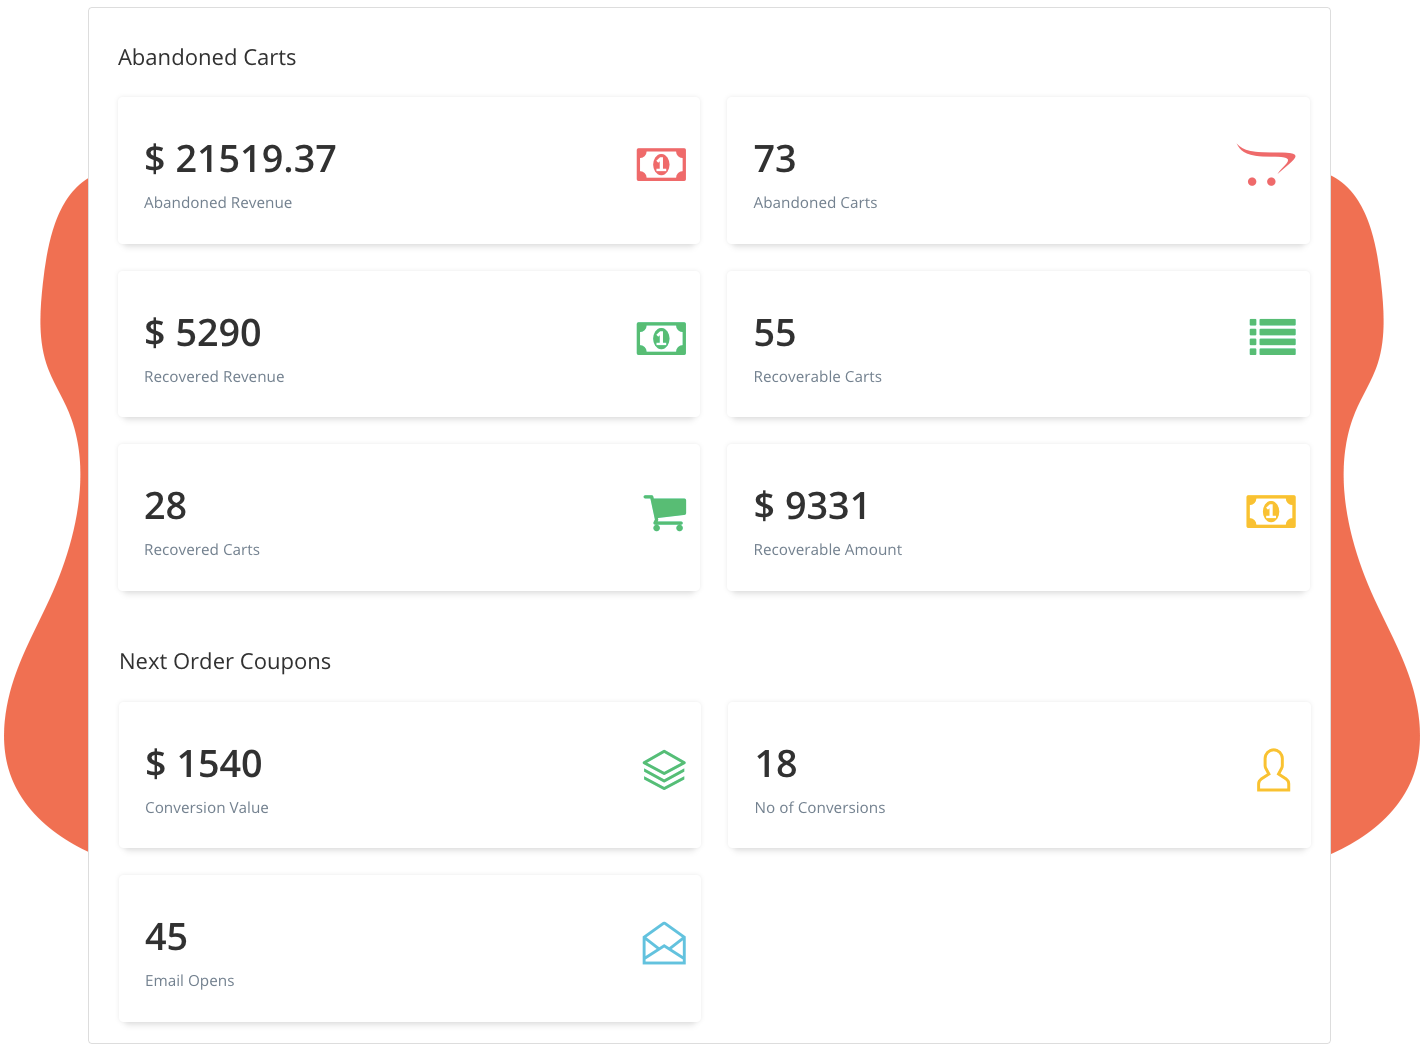 Abandoned Carts
$ 21519.37
Abandoned Revenue
73
Abandoned Carts
$ 5290
Recovered Revenue
55
Recoverable Carts
28
Recovered Carts
$ 9331
Recoverable Amount
Next Order Coupons
$ 1540
Conversion Value
18
No of Conversions
45
Email Opens